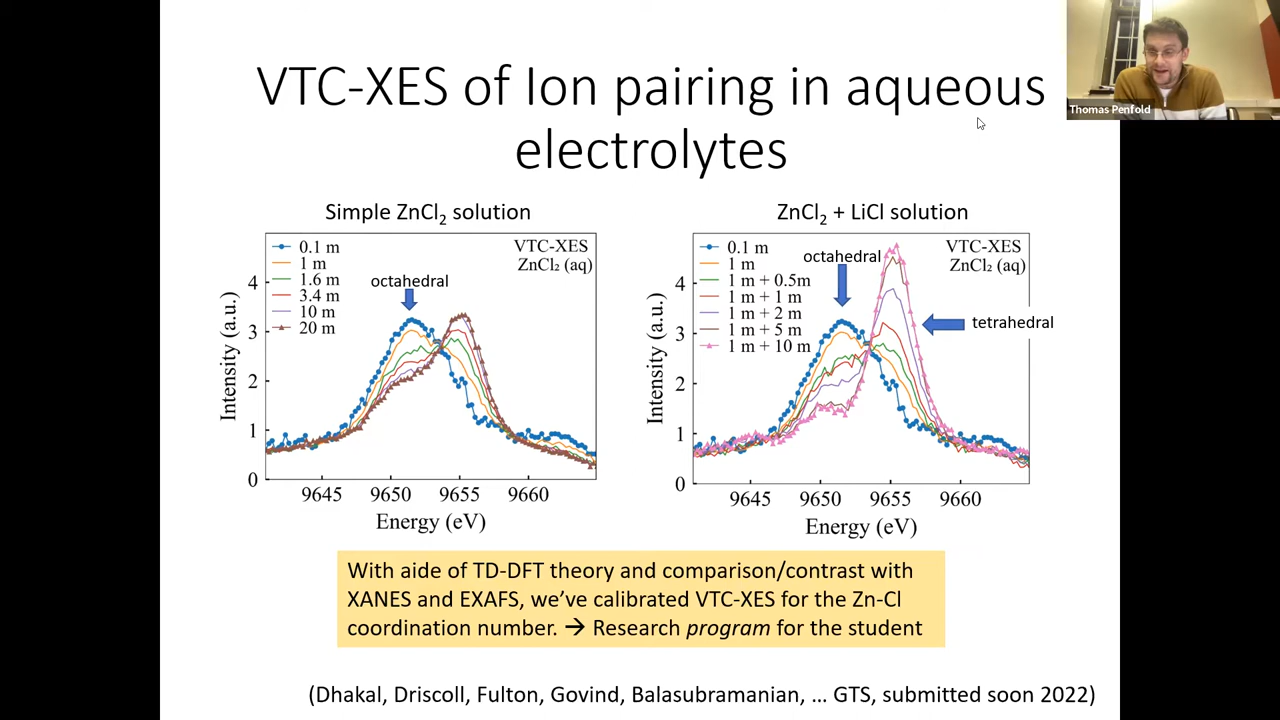 VTC-XES of Ion pairing in aqueous
electrolytes
Thomas Penfold
Simple ZnCl₂ solution
4
3
2
1
0
Intensity (a.u.)
0.1 m
1 m
1.6 m
3.4 m
10 m
20 m
VTC-XES
ZnCl₂ (aq)
octahedral
9645 9650 9655 9660
Energy (eV)
ZnCl₂ + LiCl solution
4
3
2
1
0
Intensity (a.u.)
0.1 m
1 m
1 m + 0.5m
1 m + 1 m
1 m + 2 m
1 m + 5 m
1 m + 10 m
VTC-XES
ZnCl₂ (aq)
octahedral
tetrahedral
9645 9650 9655 9660
Energy (eV)
With aide of TD-DFT theory and comparison/contrast with
XANES and EXAFS, we’ve calibrated VTC-XES for the Zn-Cl
coordination number. → Research program for the student
(Dhakal, Driscoll, Fulton, Govind, Balasubramanian, ... GTS, submitted soon 2022)